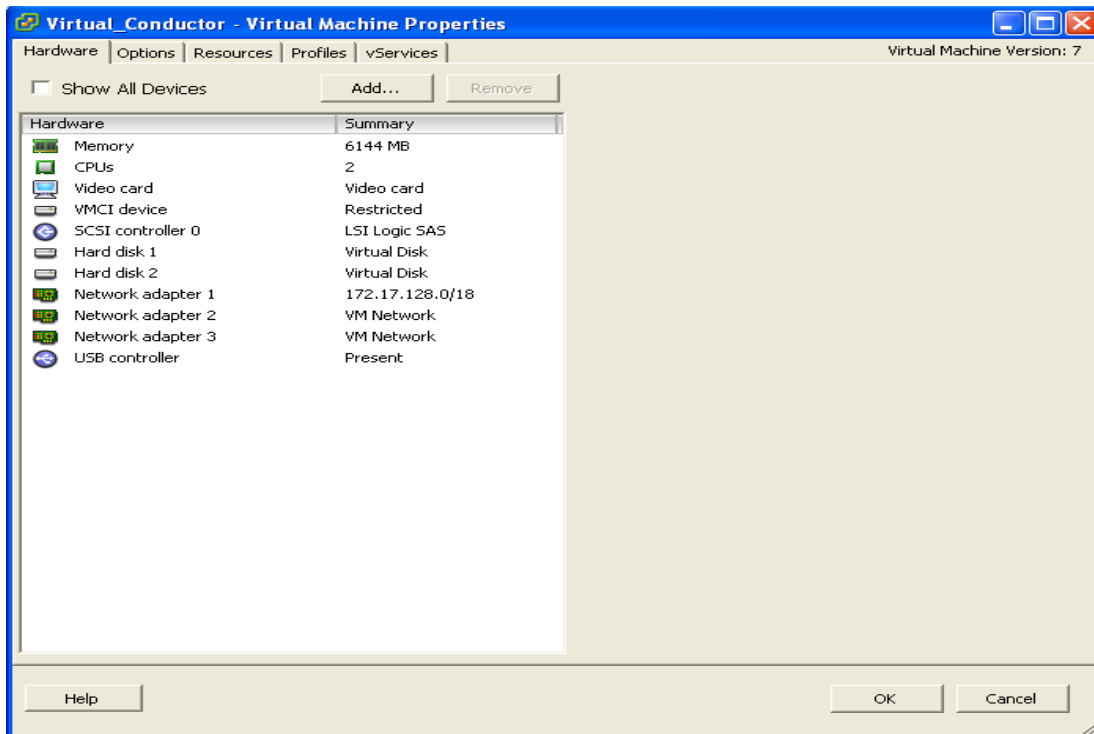 Virtual_Conductor - Virtual Machine Properties
Hardware Options Resources Profiles vServices Virtual Machine Version: 7
Show All Devices Add... Remove
Hardware Summary
Memory 6144 MB
CPUs 2
Video card Video card
VMCI device Restricted
SCSI controller 0 LSI Logic SAS
Hard disk 1 Virtual Disk
Hard disk 2 Virtual Disk
Network adapter 1 172.17.128.0/18
Network adapter 2 VM Network
Network adapter 3 VM Network
USB controller Present
Help OK Cancel